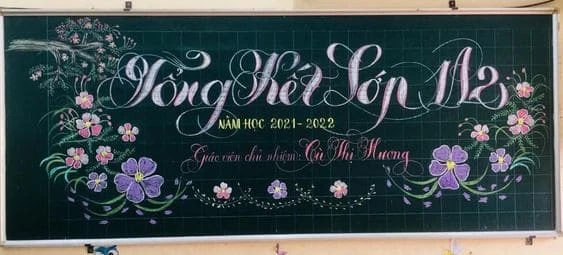 Tổng Kết Lớp 1A2
NĂM HỌC 2021-2022
Giáo viên chủ nhiệm: Cù Thị Hương